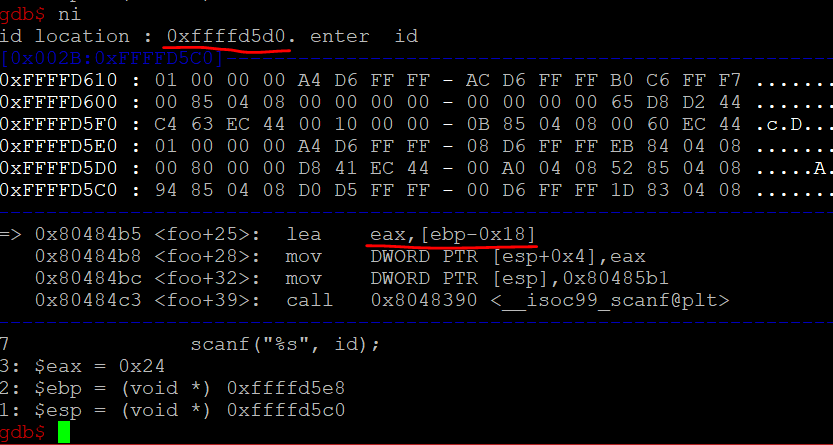 gdb$ ni
id location : 0xffffd5d0. enter  id
[0x002B:0xFFFFD5C0]
0xFFFFD610 : 01 00 00 00 A4 D6 FF FF - AC D6 FF FF B0 C6 FF F7 ........
0xFFFFD600 : 00 85 04 08 00 00 00 00 - 00 00 00 00 65 D8 D2 44 ........
0xFFFFD5F0 : C4 63 EC 44 00 10 00 00 - 0B 85 04 08 00 60 EC 44 .c.D....
0xFFFFD5E0 : 01 00 00 00 A4 D6 FF FF - 08 D6 FF FF EB 84 04 08 ........
0xFFFFD5D0 : 00 80 00 00 D8 41 EC 44 - 00 A0 04 08 52 85 04 08 .....A.
0xFFFFD5C0 : 94 85 04 08 D0 D5 FF FF - 00 D6 FF FF 1D 83 04 08 ........
=> 0x80484b5 <foo+25>: lea eax,[ebp-0x18]
0x80484b8 <foo+28>: mov DWORD PTR [esp+0x4],eax
0x80484bc <foo+32>: mov DWORD PTR [esp],0x80485b1
0x80484c3 <foo+39>: call 0x8048390 <__isoc99_scanf@plt>
7 scanf("%s", id);
3: $eax = 0x24
2: $ebp = (void *) 0xffffd5e8
1: $esp = (void *) 0xffffd5c0
gdb$